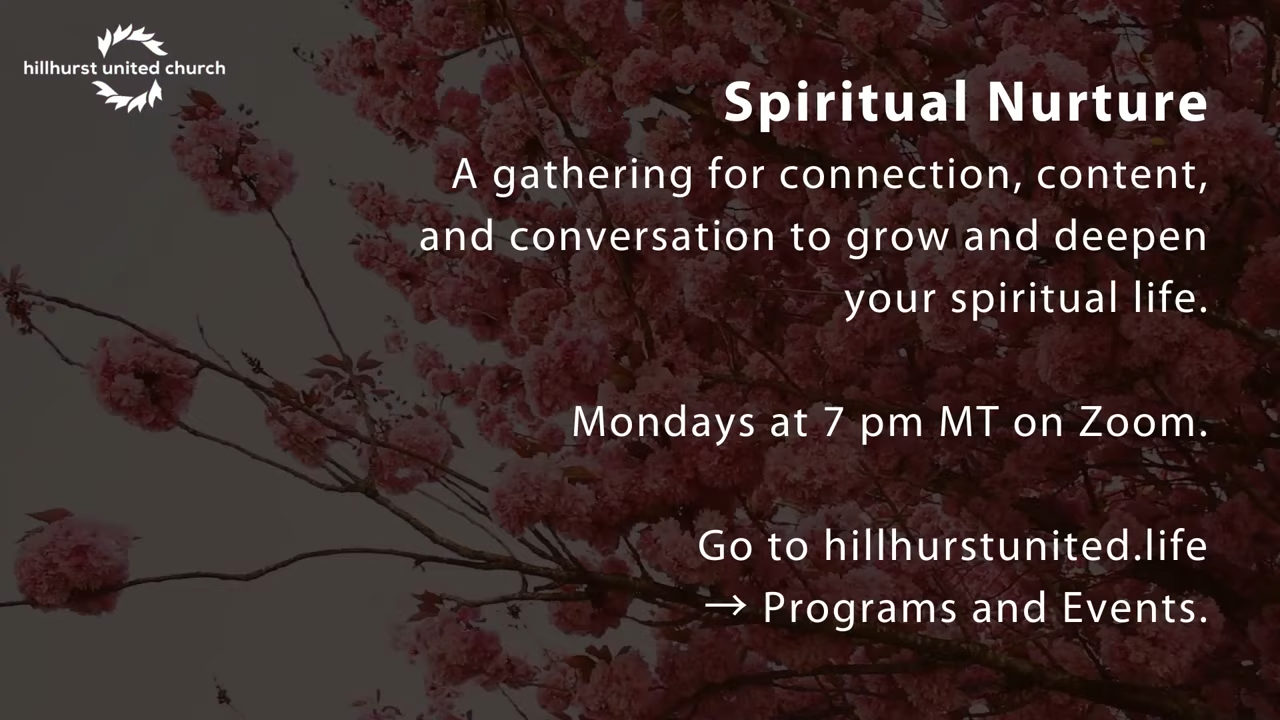 hillhurst united church
Spiritual Nurture
A gathering for connection, content,
and conversation to grow and deepen
your spiritual life.
Mondays at 7 pm MT on Zoom.
Go to hillhurstunited.life
→ Programs and Events.